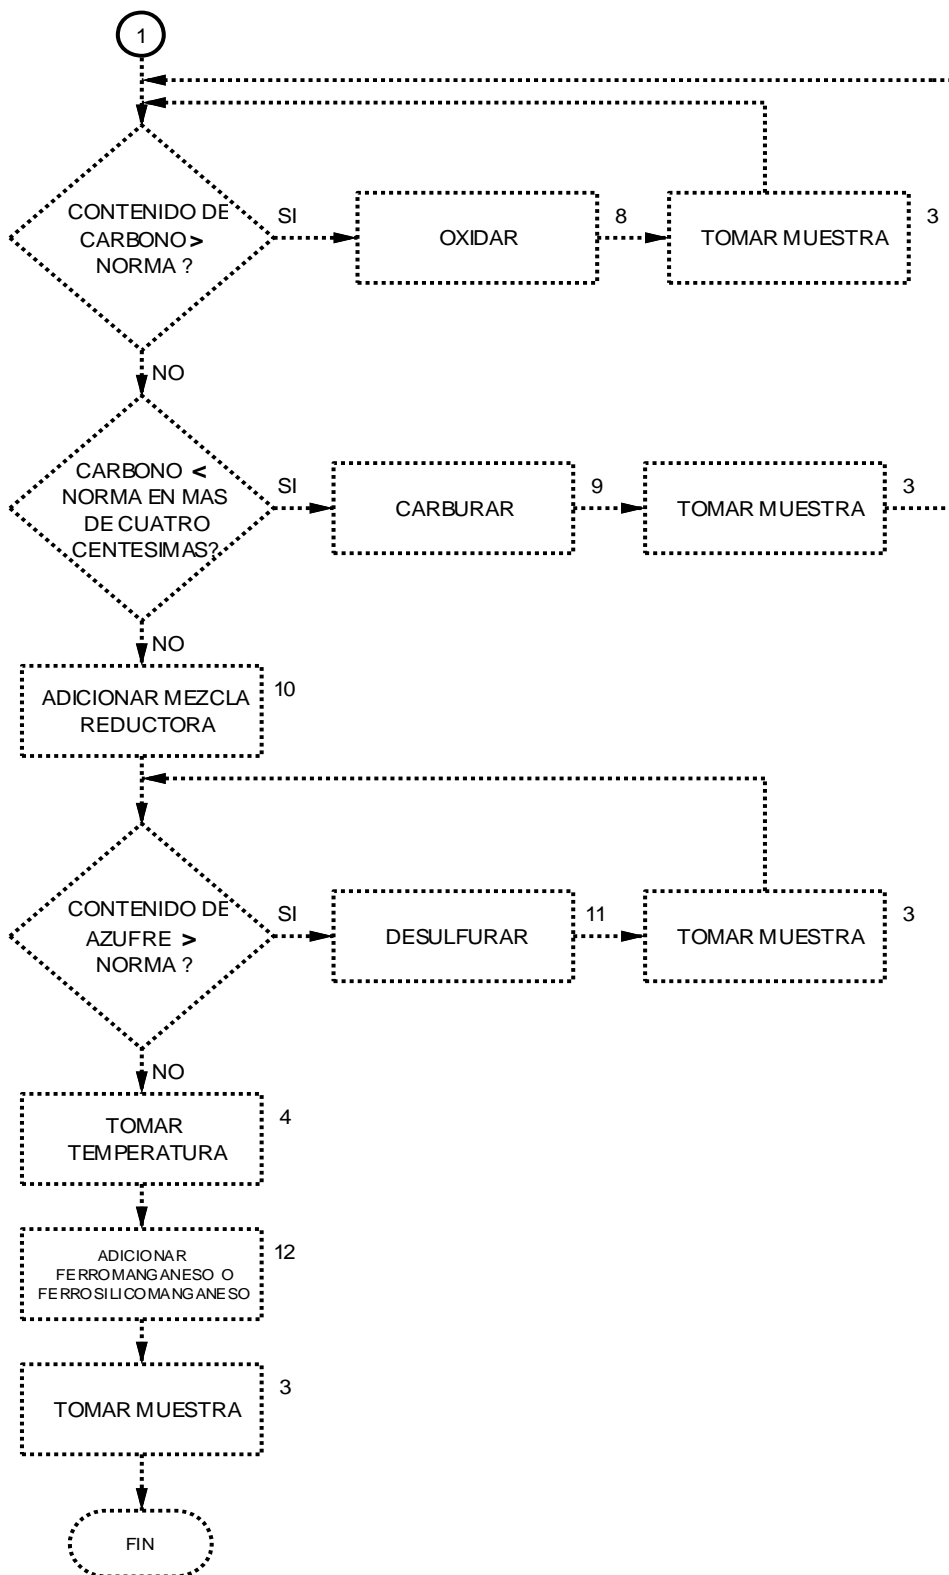 1
CONTENIDO DE
CARBONO >
NORMA ?
SI
OXIDAR
8
TOMAR MUESTRA
3
NO
CARBONO <
NORMA EN MAS
DE CUATRO
CENTESIMAS?
SI
CARBURAR
9
TOMAR MUESTRA
3
NO
ADICIONAR MEZCLA
REDUCTORA
10
CONTENIDO DE
AZUFRE >
NORMA ?
SI
DESULFURAR
11
TOMAR MUESTRA
3
NO
TOMAR
TEMPERATURA
4
ADICIONAR
FERROMANGANESO O
FERROSILICOMANGANESO
12
TOMAR MUESTRA
3
FIN